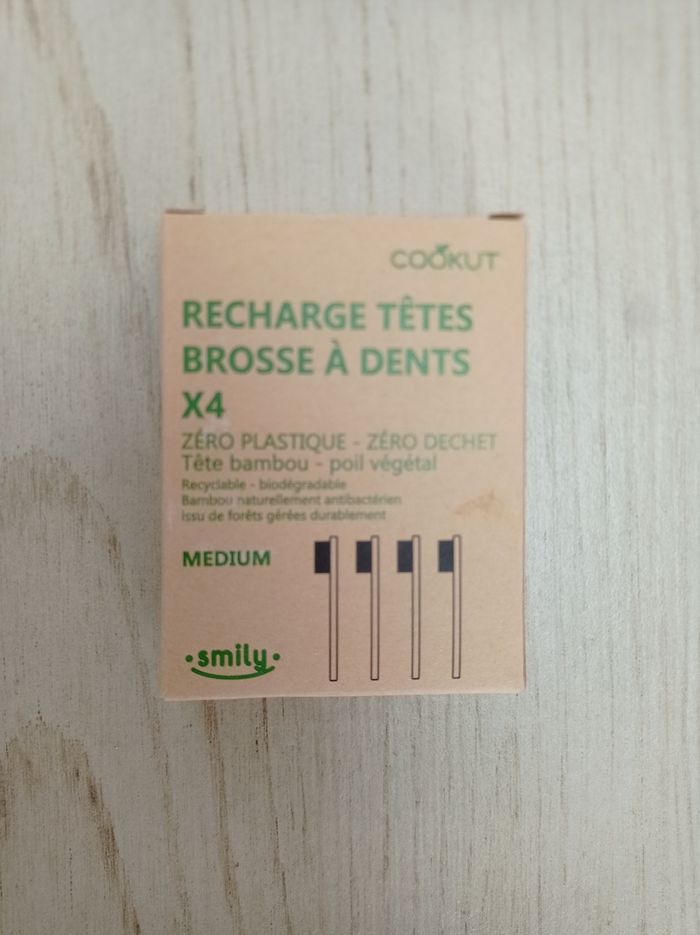 COOKUT
RECHARGE TÊTES
BROSSE À DENTS
X4
ZÉRO PLASTIQUE - ZÉRO DECHET
Tête bambou - poil végétal
Recyclable - biodégradable
Bambou naturellement antibactérien
issu de forêts gérées durablement
MEDIUM
•smily•